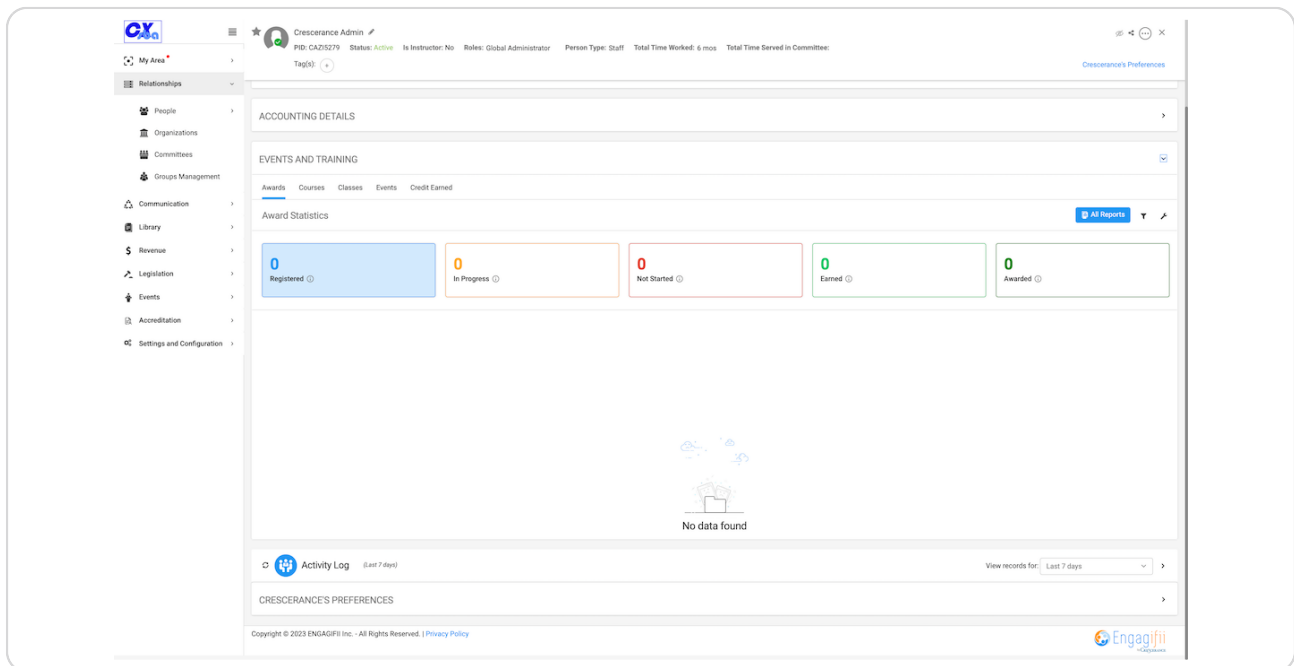 CX
Crescerance Admin
PID: CAZI5279 Status: Active Is Instructor: No Roles: Global Administrator Person Type: Staff Total Time Worked: 6 mos Total Time Served in Committee:
Tag(s): +
Crescerance's Preferences
My Area
Relationships
People
Organizations
Committees
Groups Management
Communication
Library
$ Revenue
Legislation
Events
Accreditation
Settings and Configuration
ACCOUNTING DETAILS
EVENTS AND TRAINING
Awards Courses Classes Events Credit Earned
Award Statistics
All Reports
0
Registered
0
In Progress
0
Not Started
0
Earned
0
Awarded
No data found
Activity Log (Last 7 days)
View records for: Last 7 days
CRESCERANCE'S PREFERENCES
Copyright © 2023 ENGAGIFII Inc. - All Rights Reserved. | Privacy Policy
Engagifii